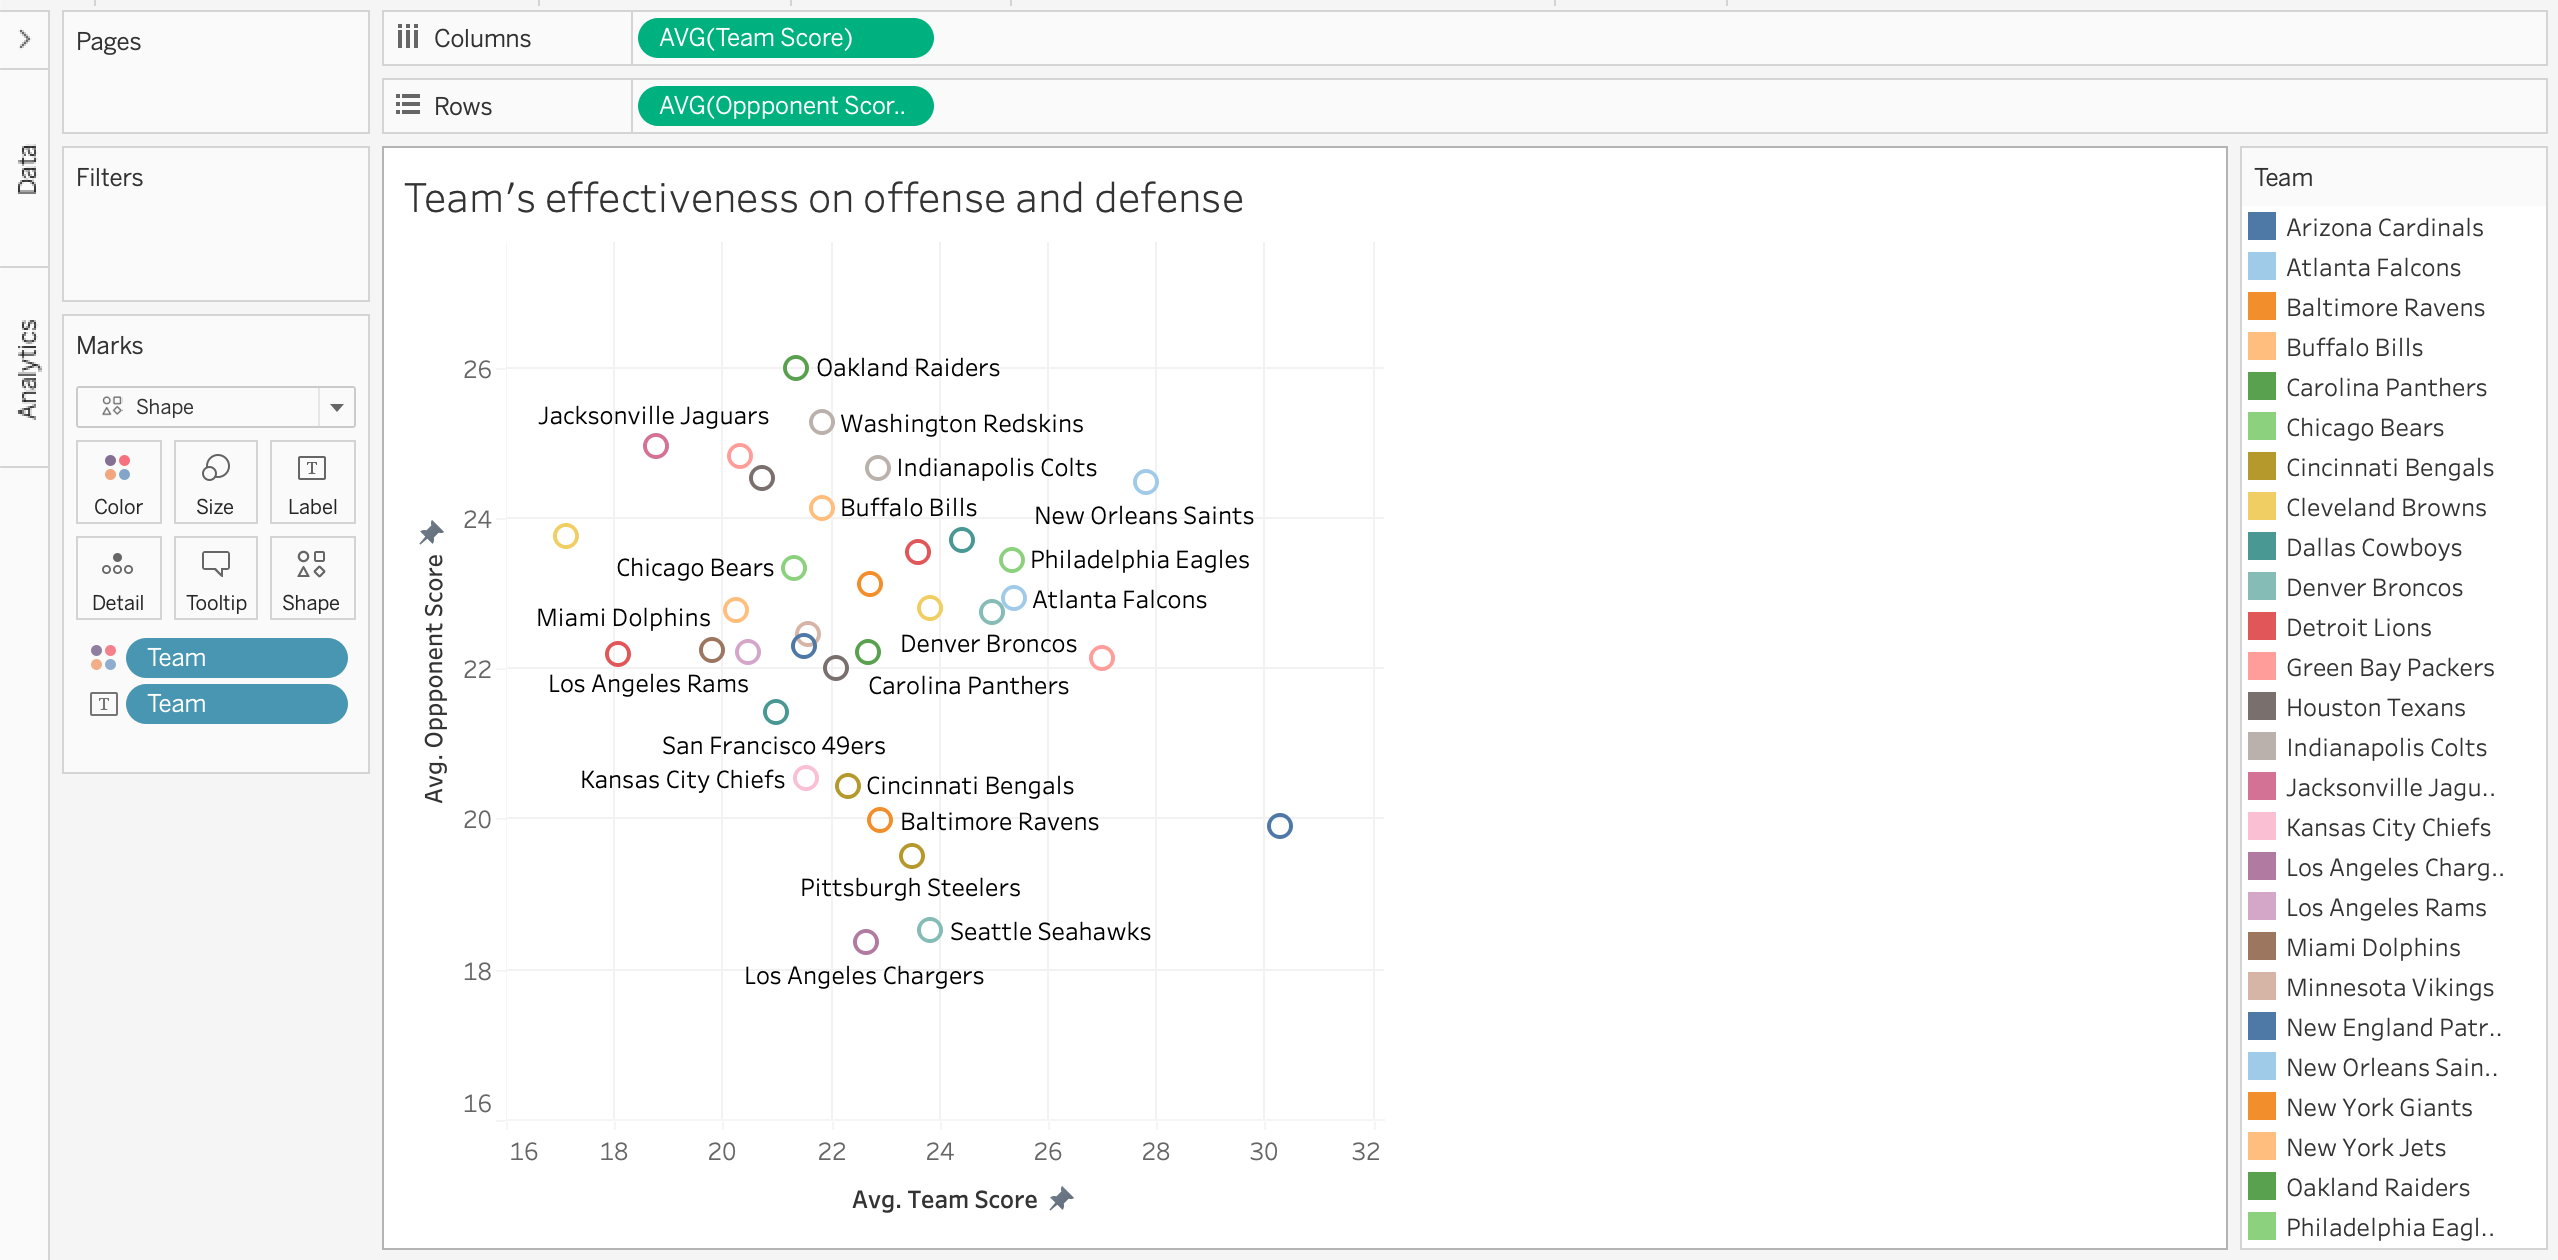 Pages
Columns
AVG(Team Score)
Rows
AVG(Oppponent Scor..
Data
Analytics
Filters
Marks
Shape
Color
Size
T
Label
Detail
Tooltip
Shape
Team
T
Team
Team's effectiveness on offense and defense
Oakland Raiders
Jacksonville Jaguars
Washington Redskins
Indianapolis Colts
Buffalo Bills
New Orleans Saints
Chicago Bears
Philadelphia Eagles
Miami Dolphins
Atlanta Falcons
Denver Broncos
Los Angeles Rams
Carolina Panthers
San Francisco 49ers
Kansas City Chiefs
Cincinnati Bengals
Baltimore Ravens
Pittsburgh Steelers
Seattle Seahawks
Los Angeles Chargers
26
24
22
20
18
16
Avg. Oppponent Score
16 18 20 22 24 26 28 30 32
Avg. Team Score
Team
Arizona Cardinals
Atlanta Falcons
Baltimore Ravens
Buffalo Bills
Carolina Panthers
Chicago Bears
Cincinnati Bengals
Cleveland Browns
Dallas Cowboys
Denver Broncos
Detroit Lions
Green Bay Packers
Houston Texans
Indianapolis Colts
Jacksonville Jagu..
Kansas City Chiefs
Los Angeles Charg..
Los Angeles Rams
Miami Dolphins
Minnesota Vikings
New England Patr..
New Orleans Sain..
New York Giants
New York Jets
Oakland Raiders
Philadelphia Eagl..